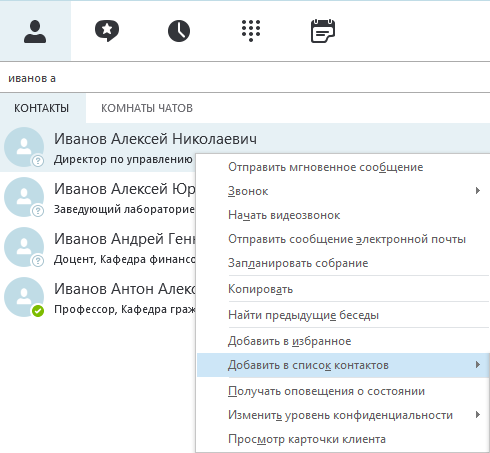 иванов а
КОНТАКТЫ КОМНАТЫ ЧАТОВ
Иванов Алексей Николаевич
Директор по управлению
Иванов Алексей Юр
Заведующий лабораторие
Иванов Андрей Генн
Доцент, Кафедра финансо
Иванов Антон Алекс
Профессор, Кафедра граж
Отправить мгновенное сообщение
Звонок
Начать видеозвонок
Отправить сообщение электронной почты
Запланировать собрание
Копировать
Найти предыдущие беседы
Добавить в избранное
Добавить в список контактов
Получать оповещения о состоянии
Изменить уровень конфиденциальности
Просмотр карточки клиента